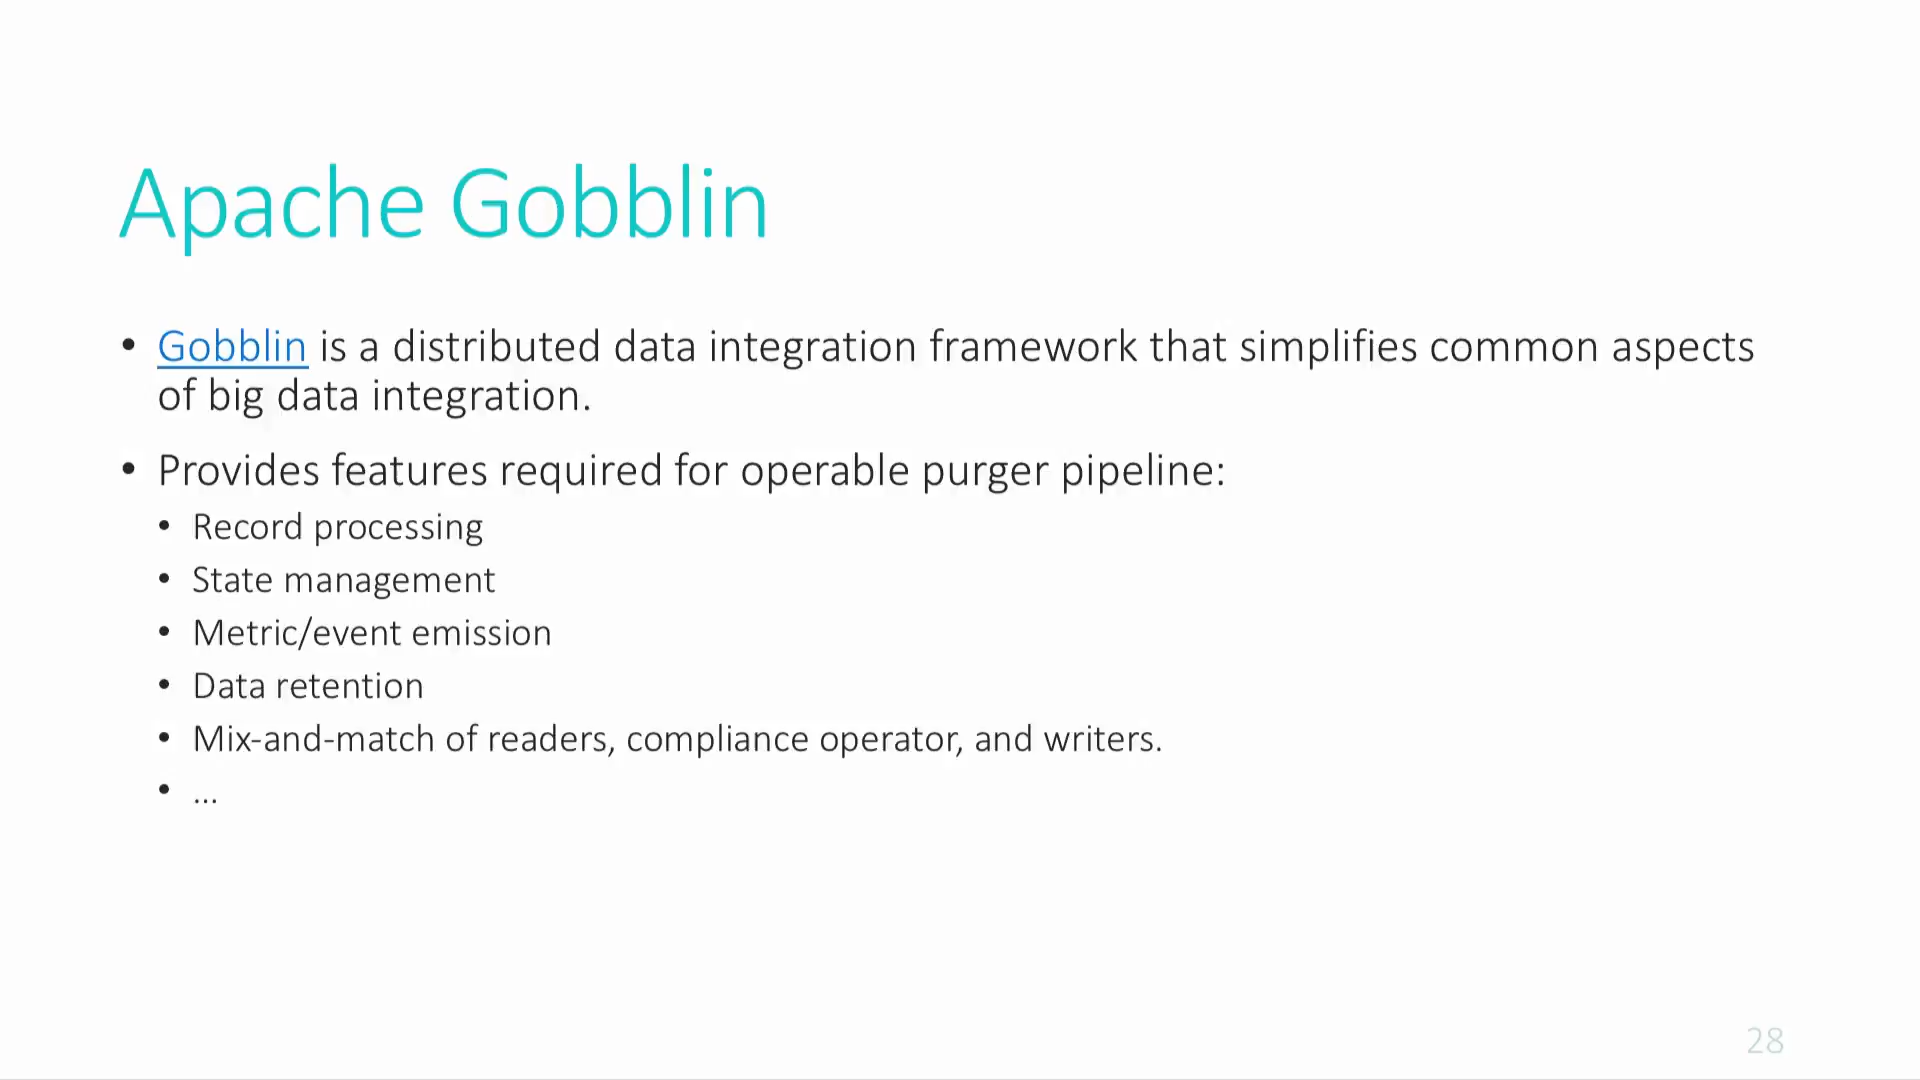 Apache Gobblin
• Gobblin is a distributed data integration framework that simplifies common aspects
of big data integration.
• Provides features required for operable purger pipeline:
• Record processing
• State management
• Metric/event emission
• Data retention
• Mix-and-match of readers, compliance operator, and writers.
• ...
28